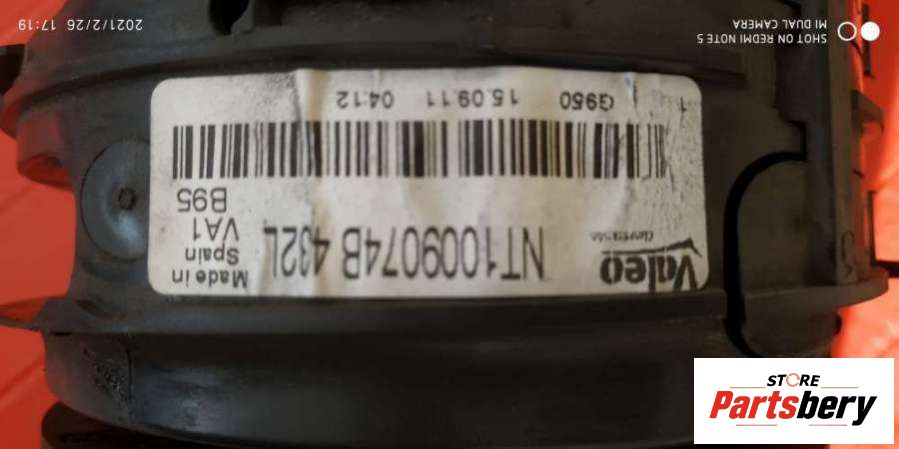 Valeo
NT1009074B 432L
Made in
Spain
VA1
B95
1 G950 15.09.11 04:12
SHOT ON REDMI NOTE 5
MI DUAL CAMERA
2021/2/26 17:19
STORE
Partsbery